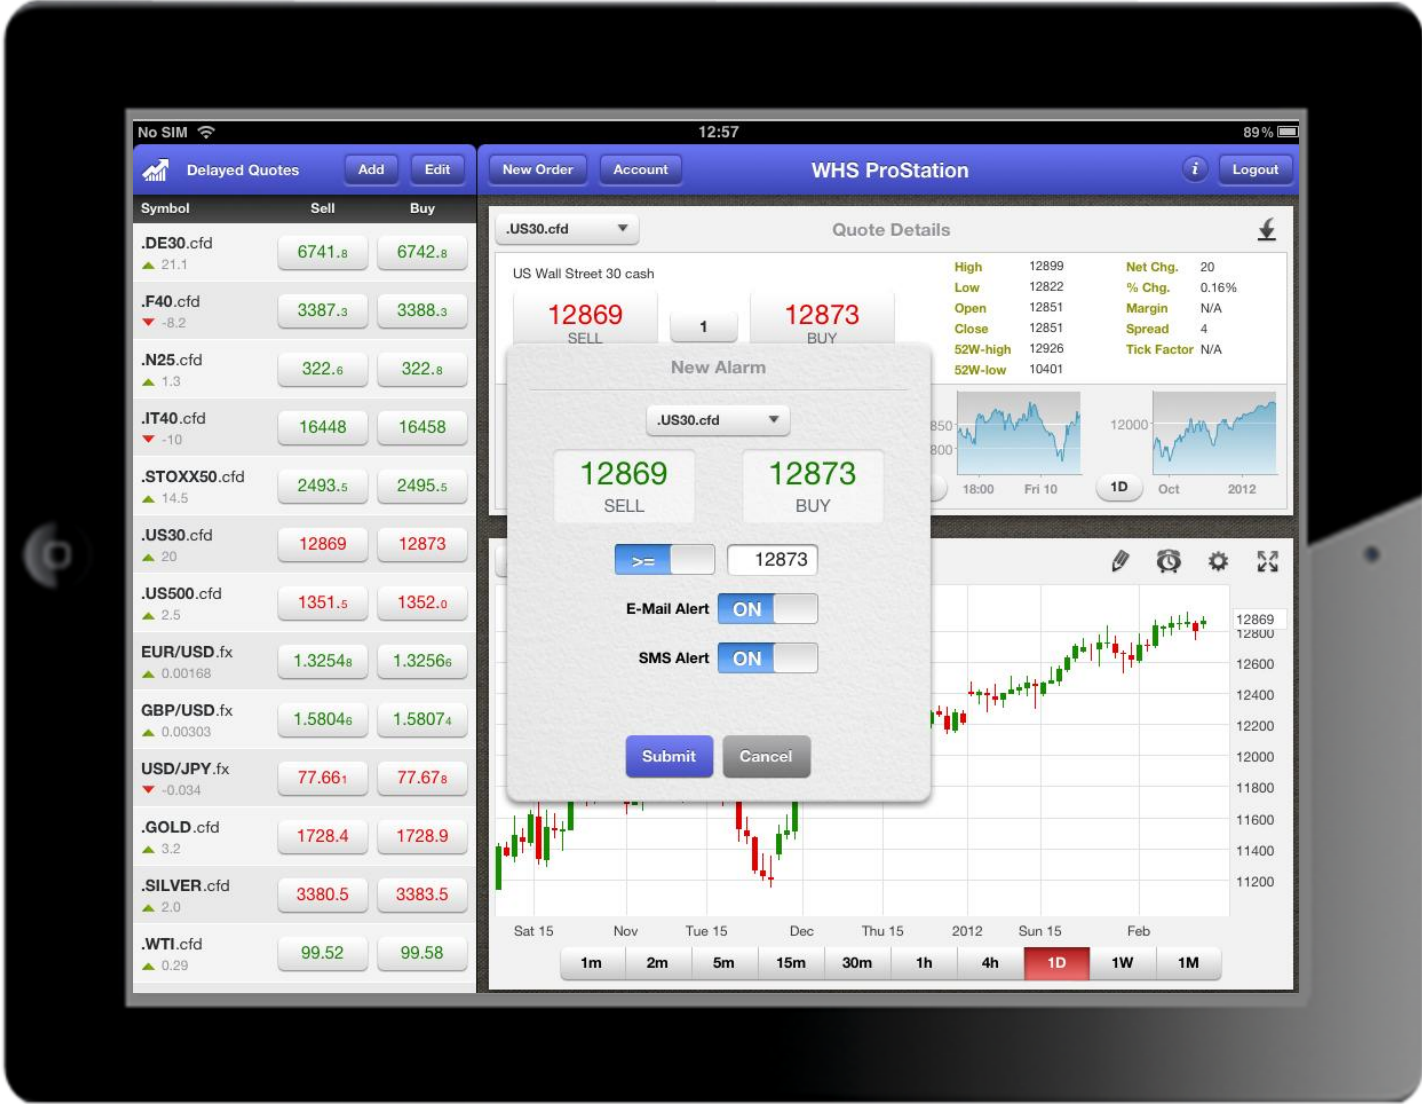 No SIM 12:57 89%
Delayed Quotes Add Edit
Symbol Sell Buy
.DE30.cfd 6741.8 6742.8
21.1
.F40.cfd 3387.3 3388.3
-8.2
.N25.cfd 322.6 322.8
1.3
.IT40.cfd 16448 16458
-10
.STOXX50.cfd 2493.5 2495.5
14.5
.US30.cfd 12869 12873
20
.US500.cfd 1351.5 1352.0
2.5
EUR/USD.fx 1.32548 1.32566
0.00168
GBP/USD.fx 1.58046 1.58074
0.00303
USD/JPY.fx 77.661 77.678
-0.034
.GOLD.cfd 1728.4 1728.9
3.2
.SILVER.cfd 3380.5 3383.5
2.0
.WTI.cfd 99.52 99.58
0.29
New Order Account WHS ProStation i Logout
.US30.cfd Quote Details
US Wall Street 30 cash
12869 1 12873
SELL BUY
High 12899 Net Chg. 20
Low 12822 % Chg. 0.16%
Open 12851 Margin N/A
Close 12851 Spread 4
52W-high 12926 Tick Factor N/A
52W-low 10401
850
800
18:00 Fri 10
12000
1D Oct 2012
New Alarm
.US30.cfd
12869 12873
SELL BUY
>= 12873
E-Mail Alert ON
SMS Alert ON
Submit Cancel
12869
12800
12600
12400
12200
12000
11800
11600
11400
11200
Sat 15 Nov Tue 15 Dec Thu 15 2012 Sun 15 Feb
1m 2m 5m 15m 30m 1h 4h 1D 1W 1M